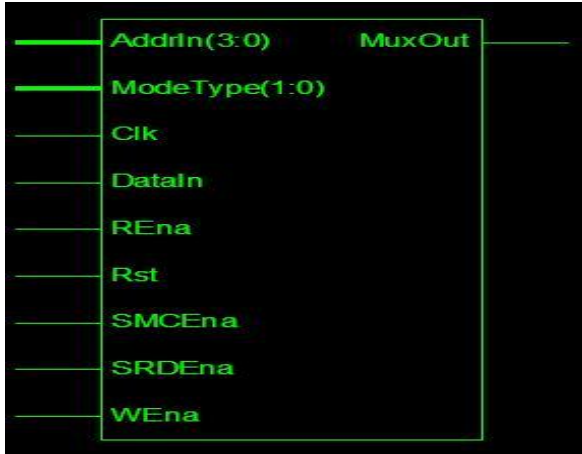 AddrIn(3:0) MuxOut
ModeType(1:0)
Clk
DataIn
REna
Rst
SMCEna
SRDEna
WEna